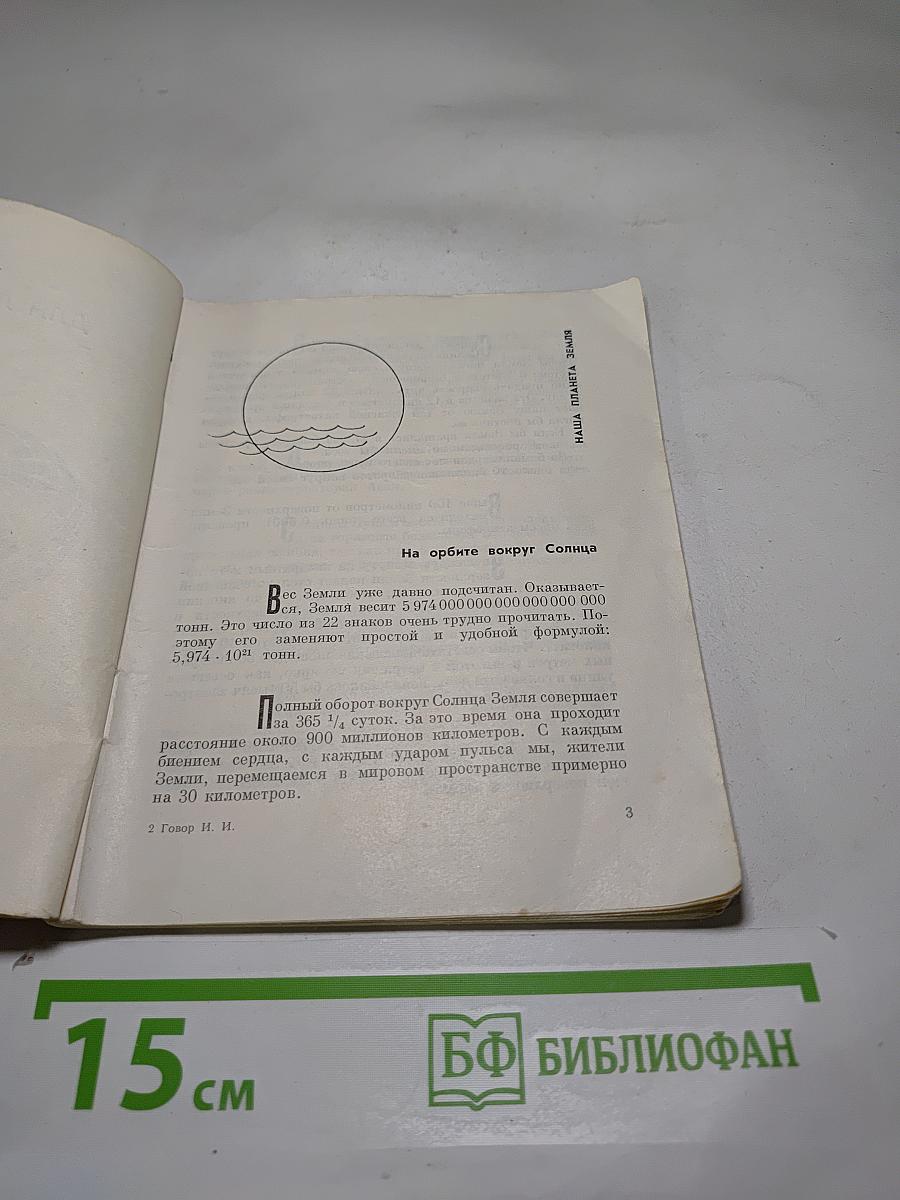 НАША ПЛАНЕТА ЗЕМЛЯ
На орбите вокруг Солнца
Вес Земли уже давно подсчитан. Оказывает-
ся, Земля весит 5 974 000 000 000 000 000 000
тонн. Это число из 22 знаков очень трудно прочитать. По-
этому его заменяют простой и удобной формулой:
5,974 · 10²¹ тонн.
Полный оборот вокруг Солнца Земля совершает
за 365 ¹/₄ суток. За это время она проходит
расстояние около 900 миллионов километров. С каждым
биением сердца, с каждым ударом пульса мы, жители
Земли, перемещаемся в мировом пространстве примерно
на 30 километров.
2 Говор И. И.
3
15 см
БФ БИБЛИОФАН